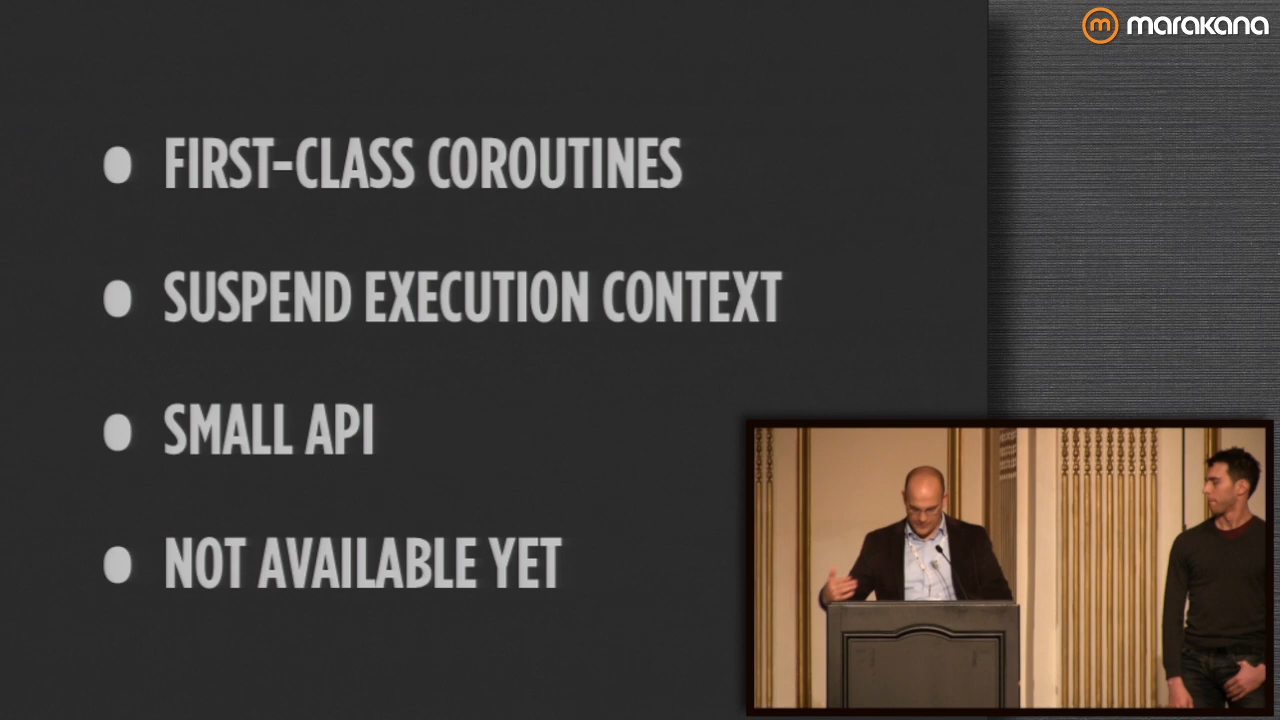 marakana
FIRST-CLASS COROUTINES
SUSPEND EXECUTION CONTEXT
SMALL API
NOT AVAILABLE YET